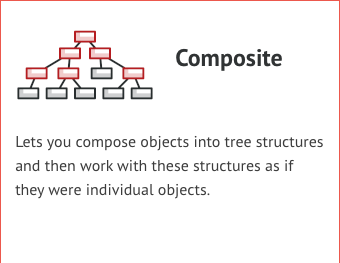 Composite
Lets you compose objects into tree structures
and then work with these structures as if
they were individual objects.